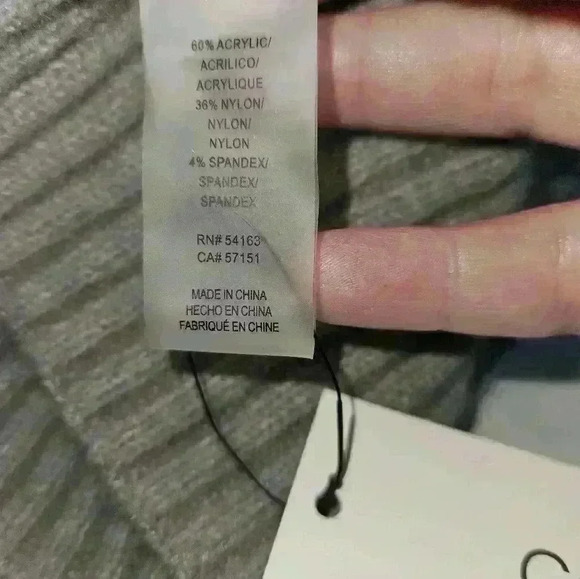 60% ACRYLIC/
ACRILICO/
ACRYLIQUE
36% NYLON/
NYLON/
NYLON
4% SPANDEX/
SPANDEX/
SPANDEX
RN# 54163
CA# 57151
MADE IN CHINA
HECHO EN CHINA
FABRIQUÉ EN CHINE